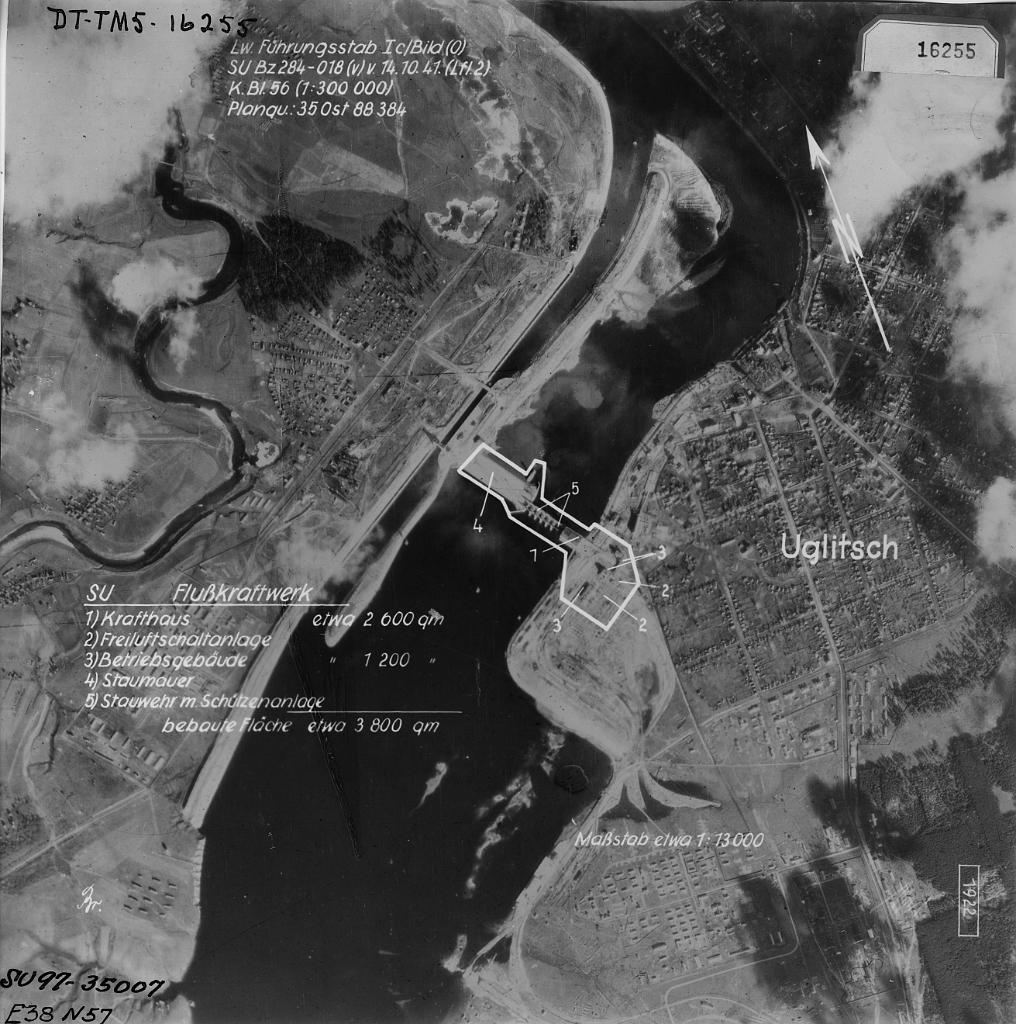 DT-TM5-16255
16255
Lw. Führungsstab Ic/Bild (O)
SU Bz 284-018 (v) v. 14.10.41. (Lfl 2)
K. Bl. 56 (1:300 000)
Planqu.: 35 Ost 88 384
5
4
1
3
2
3
2
Uglitsch
SU Flußkraftwerk
1) Krafthaus etwa 2 600 qm
2) Freiluftschaltanlage
3) Betriebsgebäude " 1 200 "
4) Staumauer
5) Stauwehr m. Schützenanlage
bebaute Fläche etwa 3 800 qm
Maßstab etwa 1:13 000
Br.
1922
SU97-35007
E38 N57